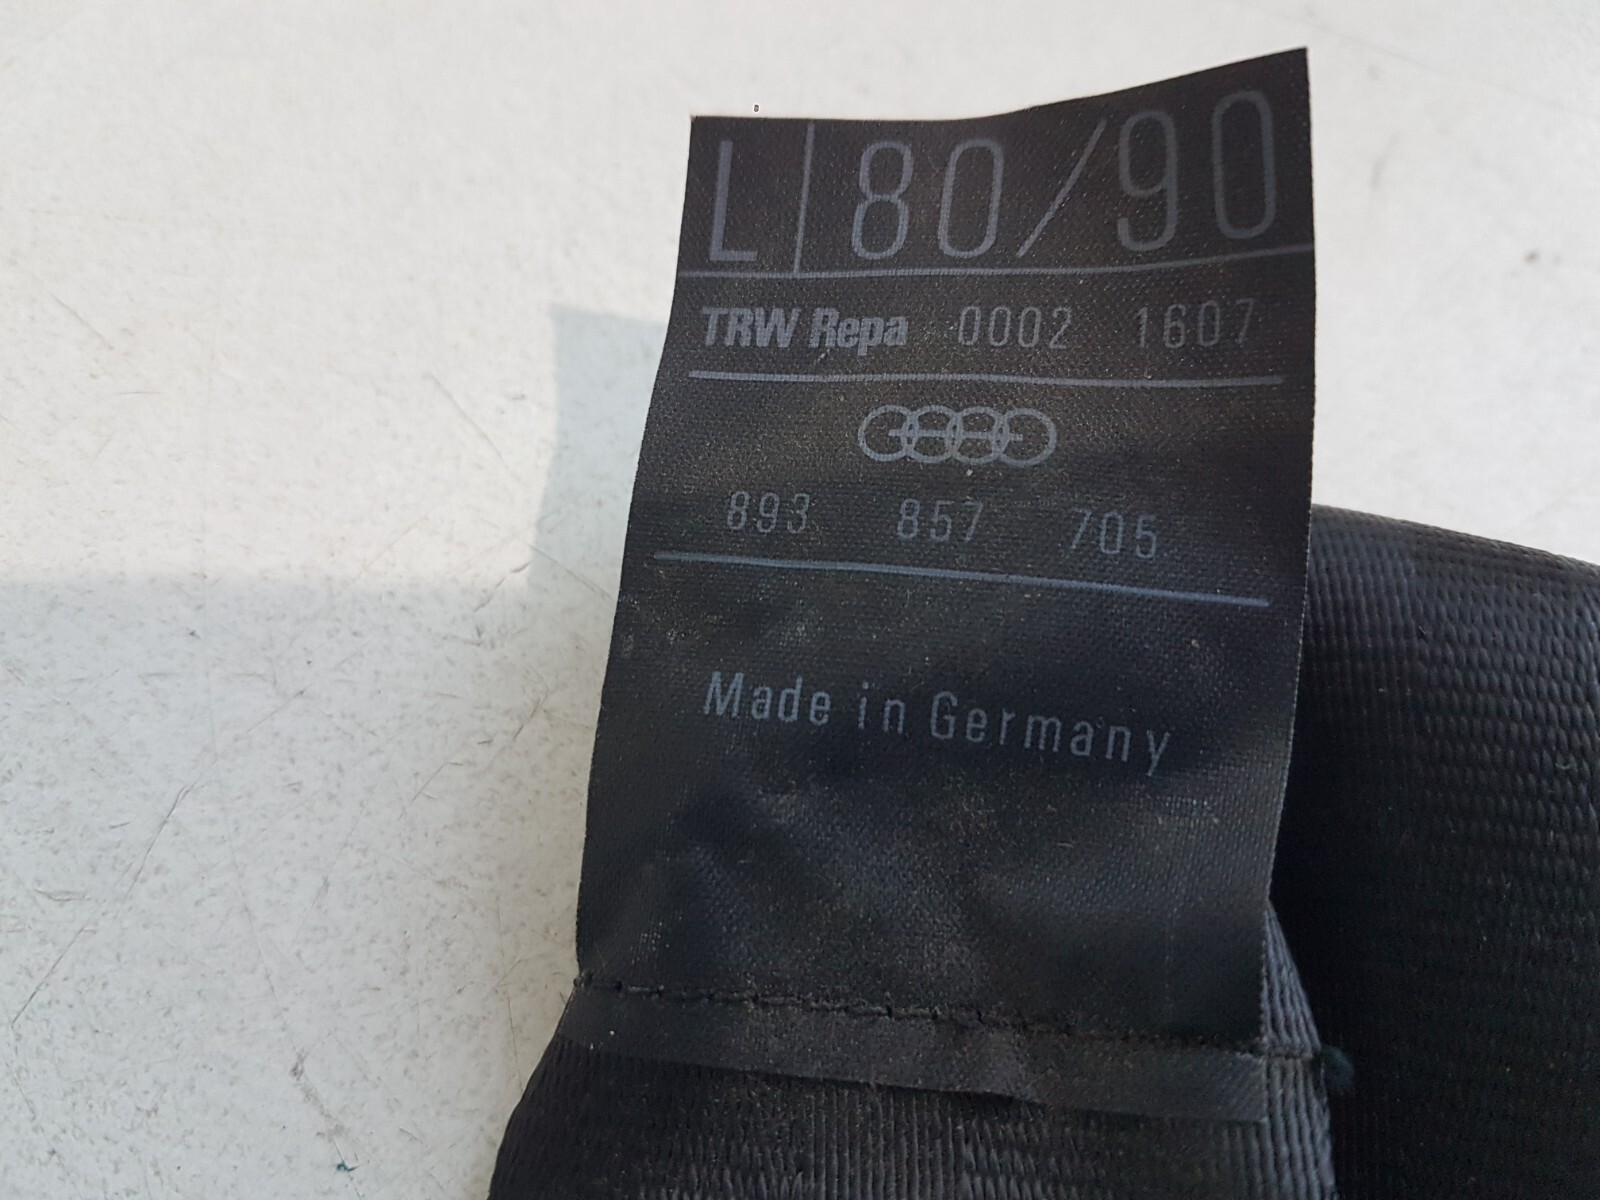 L 80/90
TRW Repa 0002 1607
893 857 705
Made in Germany